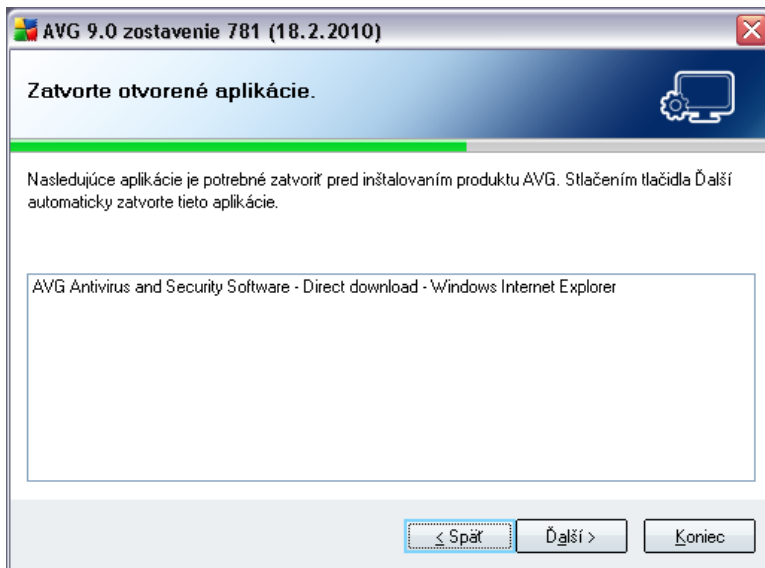 AVG 9.0 zostavenie 781 (18.2.2010)
Zatvorte otvorené aplikácie.
Nasledujúce aplikácie je potrebné zatvoriť pred inštalovaním produktu AVG. Stlačením tlačidla Ďalší
automaticky zatvorte tieto aplikácie.
AVG Antivirus and Security Software - Direct download - Windows Internet Explorer
< Späť
Ďalší >
Koniec